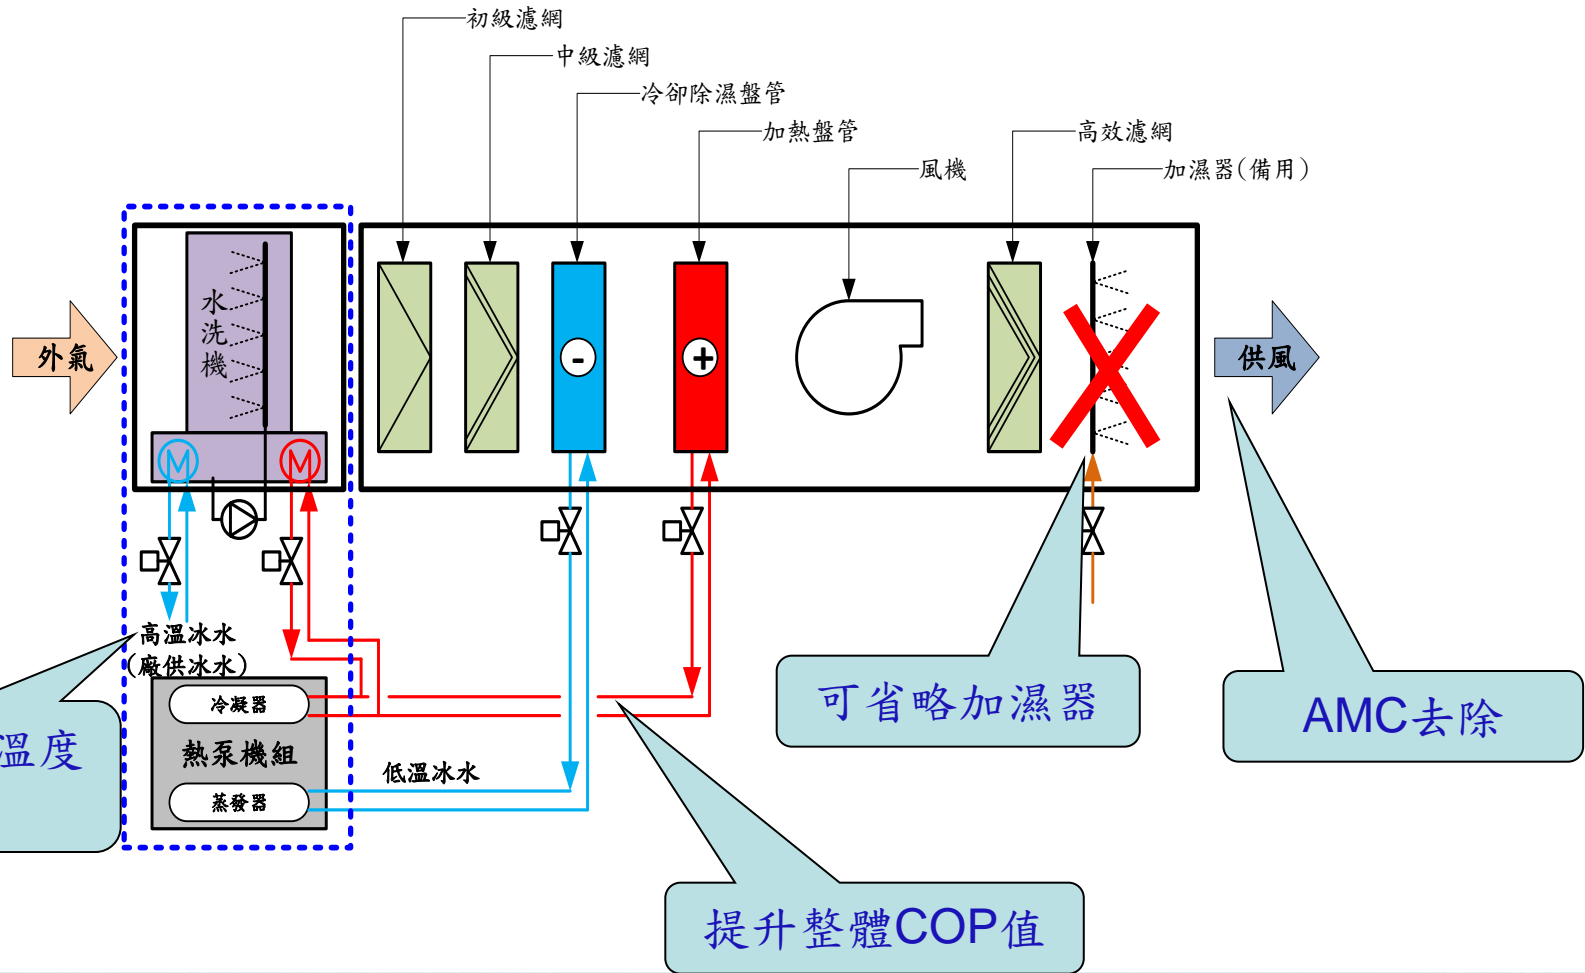 初級濾網
中級濾網
冷卻除濕盤管
加熱盤管
高效濾網
風機
加濕器(備用)
外氣
水洗機
-
+
供風
M
M
高溫冰水
(廠供冰水)
冷凝器
熱泵機組
蒸發器
低溫冰水
溫度
可省略加濕器
AMC去除
提升整體COP值